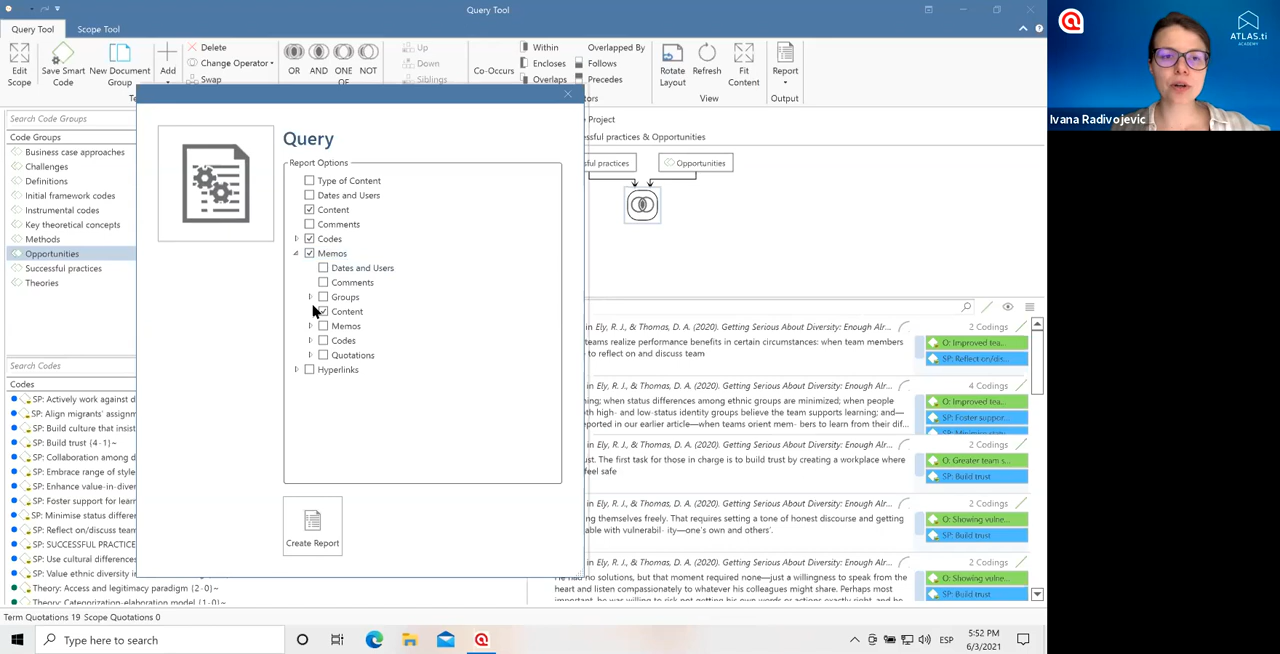 Query Tool
Query Tool
Scope Tool
Edit
Scope
Save Smart
Code
New Document
Group
Add
Delete
Change Operator
Swap
OR
AND
ONE
OF
NOT
Up
Down
Siblings
Co-Occurs
Within
Encloses
Overlaps
Overlapped By
Follows
Precedes
Rotate
Layout
Refresh
Fit
Content
Report
View
Output
ATLAS.ti
ACADEMY
Ivana Radivojevic
Search Code Groups
Code Groups
Business case approaches
Challenges
Definitions
Initial framework codes
Instrumental codes
Key theoretical concepts
Methods
Opportunities
Successful practices
Theories
Search Codes
Codes
SP: Actively work against d
SP: Align migrants' assignm
SP: Build culture that insist
SP: Build trust {4-1}~
SP: Collaboration among d
SP: Embrace range of style
SP: Enhance value-in-diver
SP: Foster support for learn
SP: Minimise status differen
SP: Reflect on/discuss team
SP: SUCCESSFUL PRACTICE
SP: Use cultural differences
SP: Value ethnic diversity i
Theory: Access and legitimacy paradigm {2-0}~
Theory: Categorization-elaboration model {1-0}~
Query
Report Options
Type of Content
Dates and Users
Content
Comments
Codes
Memos
Dates and Users
Comments
Groups
Content
Memos
Codes
Quotations
Hyperlinks
Create Report
Project
ssful practices & Opportunities
sful practices
Opportunities
in Ely, R. J., & Thomas, D. A. (2020). Getting Serious About Diversity: Enough Alr...
2 Codings
teams realize performance benefits in certain circumstances: when team members
to reflect on and discuss team
O: Improved tea...
SP: Reflect on/dis...
in Ely, R. J., & Thomas, D. A. (2020). Getting Serious About Diversity: Enough Alr...
4 Codings
ing; when status differences among ethnic groups are minimized; when people
oth high- and low-status identity groups believe the team supports learning; and—
ported in our earlier article—when teams orient mem- bers to learn from their dif...
O: Improved tea...
SP: Foster suppor...
in Ely, R. J., & Thomas, D. A. (2020). Getting Serious About Diversity: Enough Alr...
2 Codings
ust. The first task for those in charge is to build trust by creating a workplace where
feel safe
O: Greater team s...
SP: Build trust
in Ely, R. J., & Thomas, D. A. (2020). Getting Serious About Diversity: Enough Alr...
2 Codings
ng themselves freely. That requires setting a tone of honest discourse and getting
able with vulnerabil- ity—one's own and others'.
O: Showing vulne...
SP: Build trust
in Ely, R. J., & Thomas, D. A. (2020). Getting Serious About Diversity: Enough Alr...
2 Codings
He had no solutions, but that moment required none—just a willingness to speak from the
heart and listen compassionately to whatever his colleagues might share. Perhaps most
O: Showing vulne...
SP: Build trust
Term Quotations 19 Scope Quotations 0
Type here to search
ESP
5:52 PM
6/3/2021